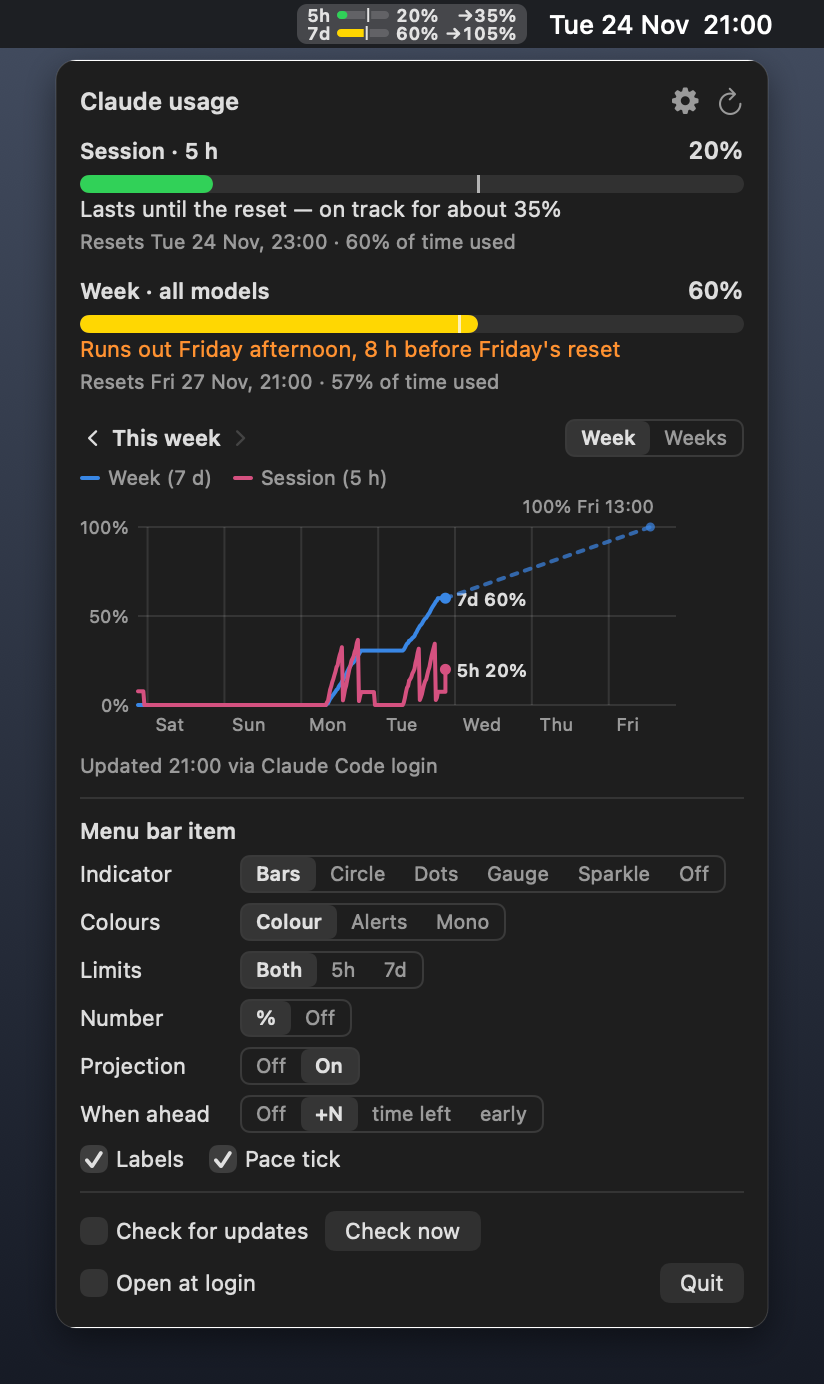 5h 20% →35%
7d 60% →105%
Tue 24 Nov 21:00
Claude usage
Session · 5 h 20%
Lasts until the reset — on track for about 35%
Resets Tue 24 Nov, 23:00 · 60% of time used
Week · all models 60%
Runs out Friday afternoon, 8 h before Friday's reset
Resets Fri 27 Nov, 21:00 · 57% of time used
This week Week Weeks
Week (7 d) Session (5 h)
100% Fri 13:00
100%
7d 60%
50%
5h 20%
0%
Sat Sun Mon Tue Wed Thu Fri
Updated 21:00 via Claude Code login
Menu bar item
Indicator Bars Circle Dots Gauge Sparkle Off
Colours Colour Alerts Mono
Limits Both 5h 7d
Number % Off
Projection Off On
When ahead Off +N time left early
Labels Pace tick
Check for updates Check now
Open at login Quit